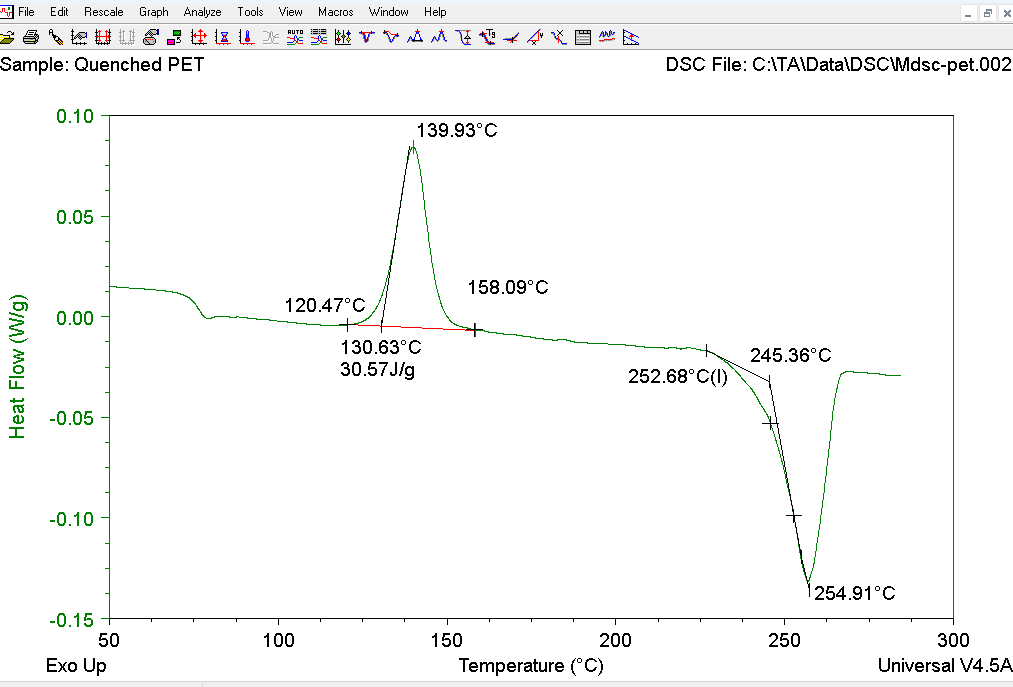 File Edit Rescale Graph Analyze Tools View Macros Window Help
Sample: Quenched PET
DSC File: C:\TA\Data\DSC\Mdsc-pet.002
0.10
139.93°C
0.05
158.09°C
120.47°C
0.00
130.63°C
30.57J/g
245.36°C
252.68°C(I)
Heat Flow (W/g)
-0.05
-0.10
254.91°C
-0.15
50 100 150 200 250 300
Exo Up
Temperature (°C)
Universal V4.5A